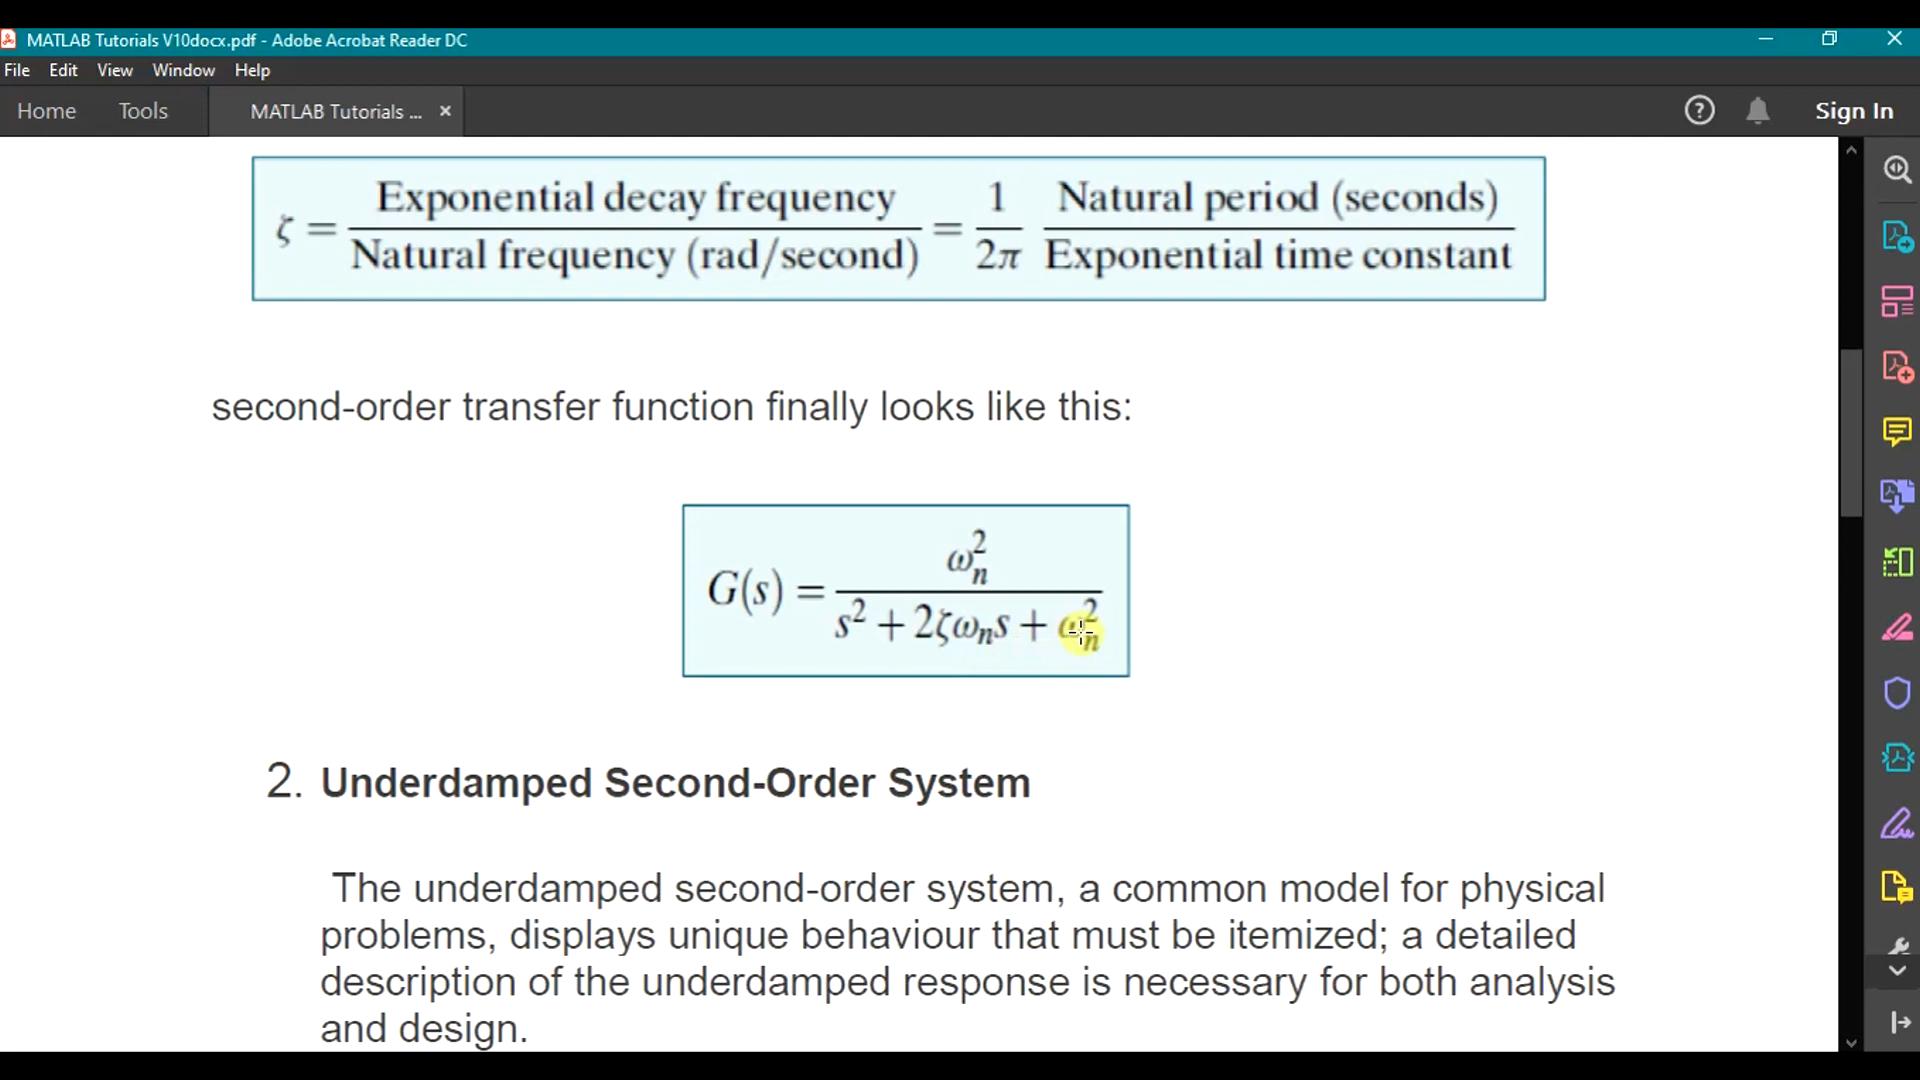 MATLAB Tutorials V10docx.pdf - Adobe Acrobat Reader DC
File Edit View Window Help
Home Tools MATLAB Tutorials ... × Sign In
ζ = Exponential decay frequency / Natural frequency (rad/second) = 1 / 2π Natural period (seconds) / Exponential time constant
second-order transfer function finally looks like this:
G(s) = ωₙ² / s² + 2ζωₙs + ωₙ²
2. Underdamped Second-Order System
The underdamped second-order system, a common model for physical
problems, displays unique behaviour that must be itemized; a detailed
description of the underdamped response is necessary for both analysis
and design.